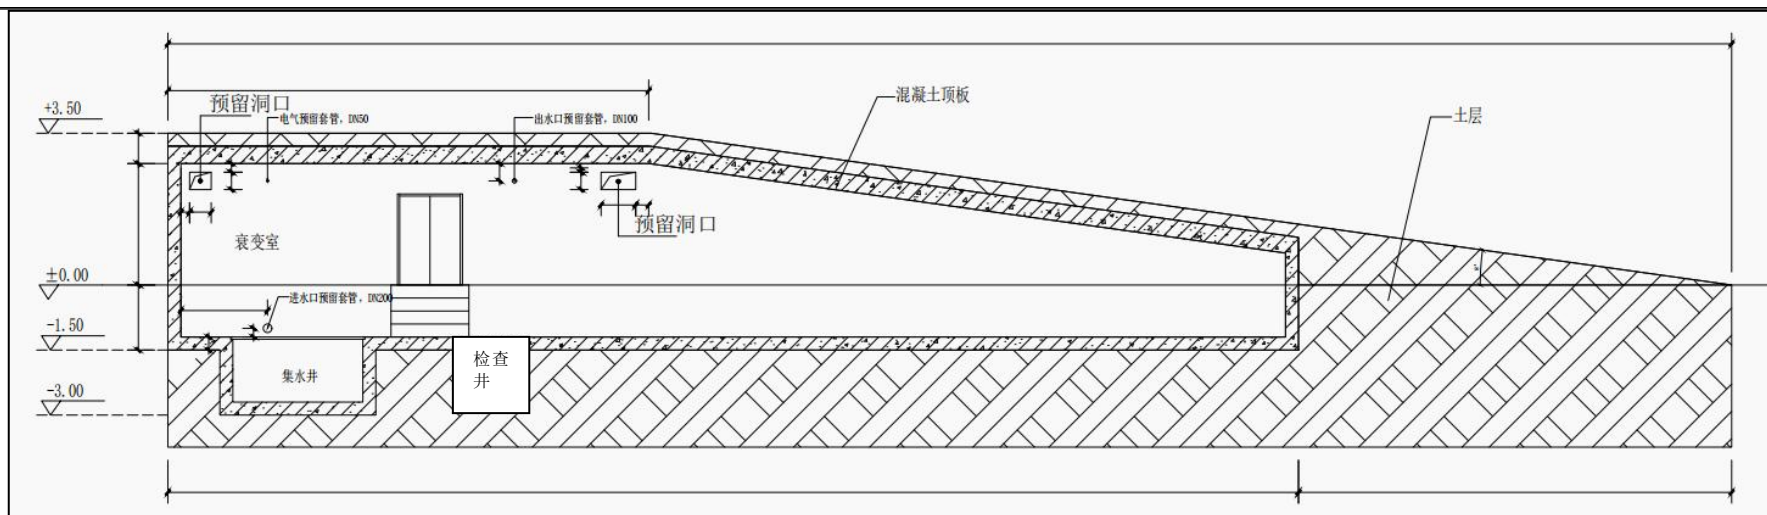 混凝土顶板
预留洞口
+3.50
电气预留套管，DN50
出水口预留套管，DN100
土层
预留洞口
衰变室
±0.00
进水口预留套管，DN200
-1.50
检查
井
集水井
-3.00